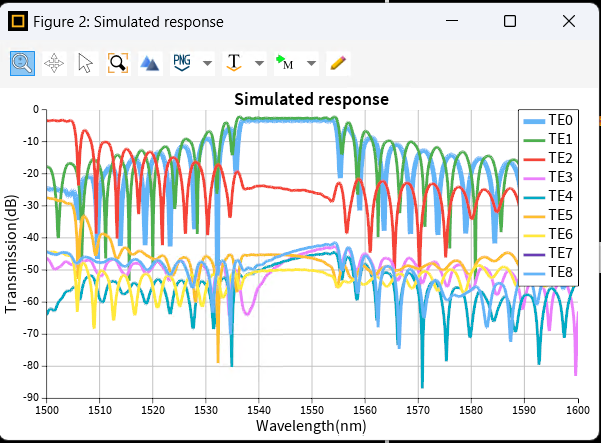 Figure 2: Simulated response
PNG T M
Simulated response
Transmission(dB)
0
-10
-20
-30
-40
-50
-60
-70
-80
-90
TE0
TE1
TE2
TE3
TE4
TE5
TE6
TE7
TE8
1500 1510 1520 1530 1540 1550 1560 1570 1580 1590 1600
Wavelength(nm)